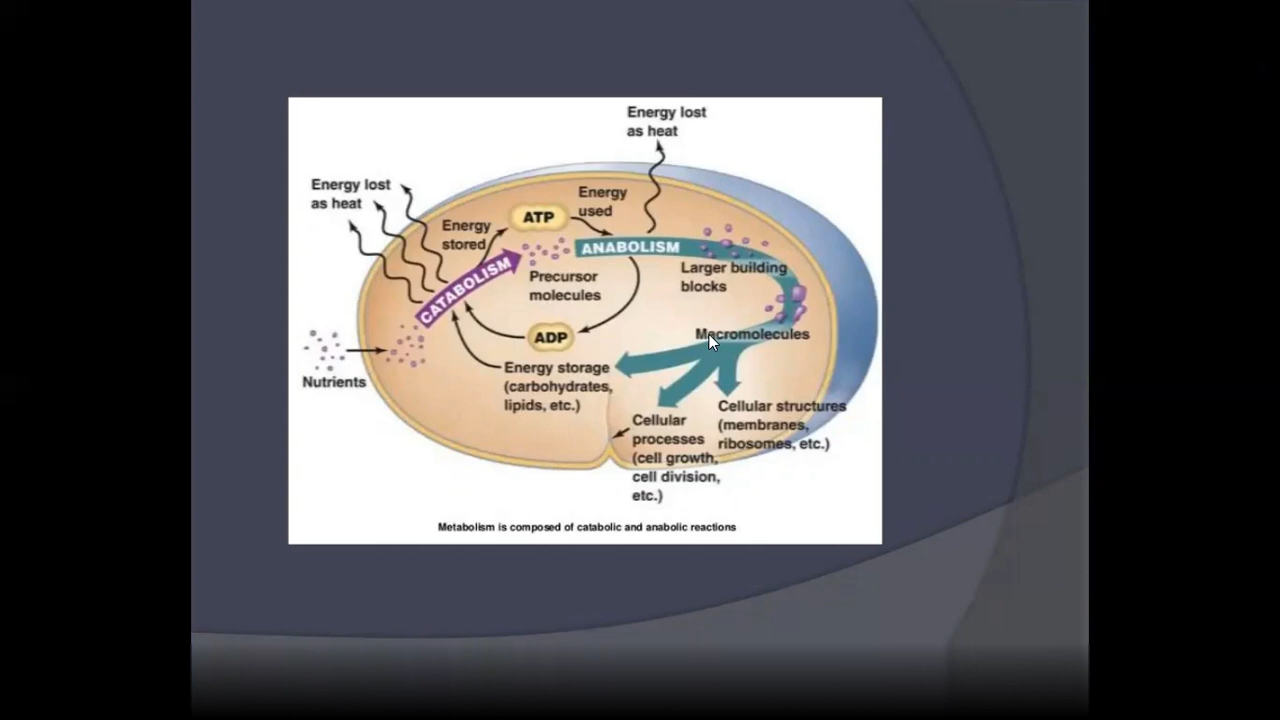 Energy lost
as heat
Energy lost
as heat
Energy
stored
ATP
Energy
used
CATABOLISM
ANABOLISM
Precursor
molecules
Larger building
blocks
ADP
Macromolecules
Nutrients
Energy storage
(carbohydrates,
lipids, etc.)
Cellular
processes
(cell growth,
cell division,
etc.)
Cellular structures
(membranes,
ribosomes, etc.)
Metabolism is composed of catabolic and anabolic reactions